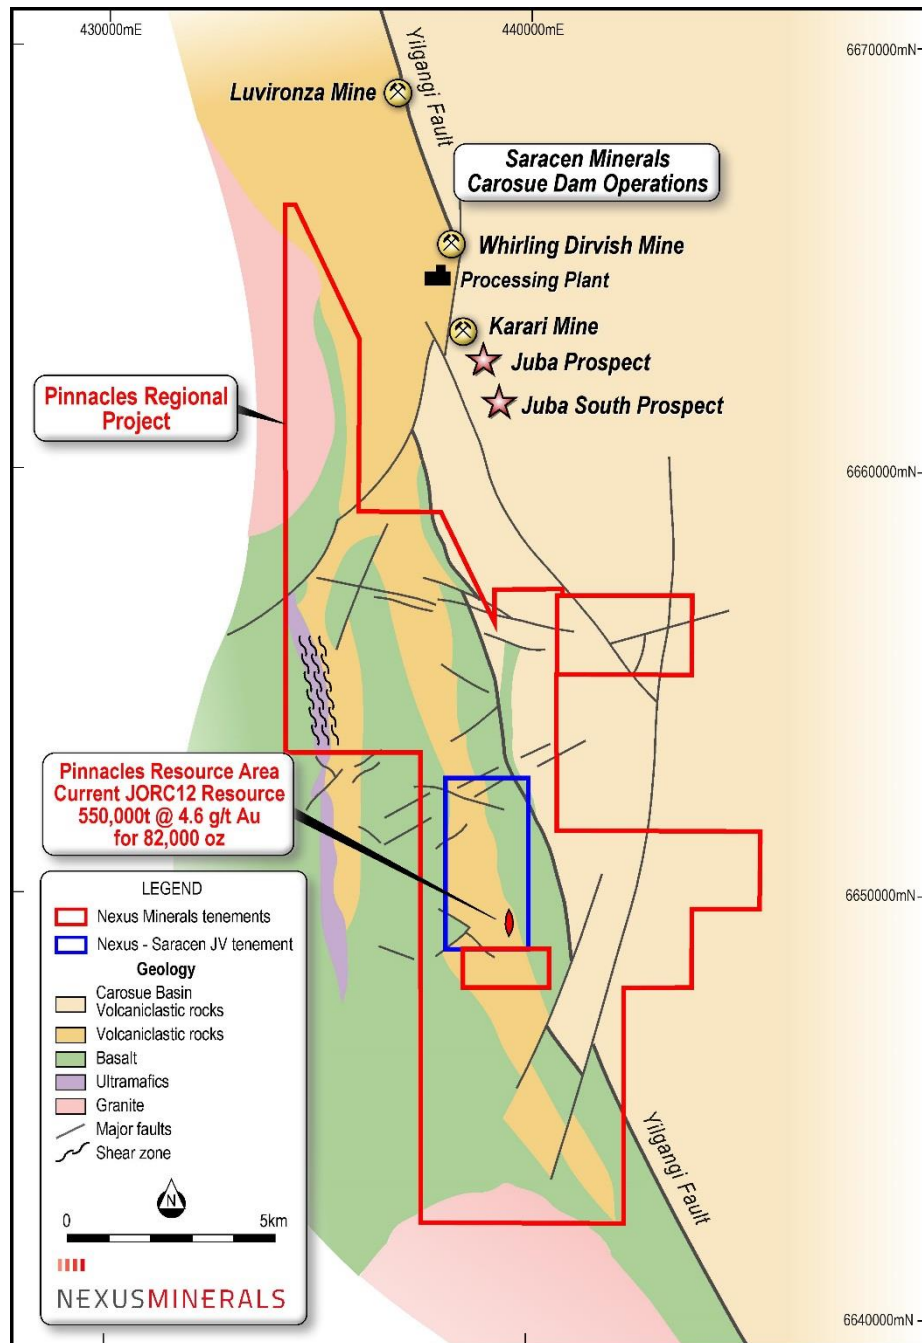 430000mE
440000mE
6670000mN
Yilgangi Fault
Luvironza Mine
Saracen Minerals
Carosue Dam Operations
Whirling Dirvish Mine
Processing Plant
Karari Mine
Juba Prospect
Juba South Prospect
Pinnacles Regional
Project
6660000mN
Pinnacles Resource Area
Current JORC12 Resource
550,000t @ 4.6 g/t Au
for 82,000 oz
6650000mN
LEGEND
Nexus Minerals tenements
Nexus - Saracen JV tenement
Geology
Carosue Basin
Volcaniclastic rocks
Volcaniclastic rocks
Basalt
Ultramafics
Granite
Major faults
Shear zone
N
0 5km
NEXUSMINERALS
Yilgangi Fault
6640000mN